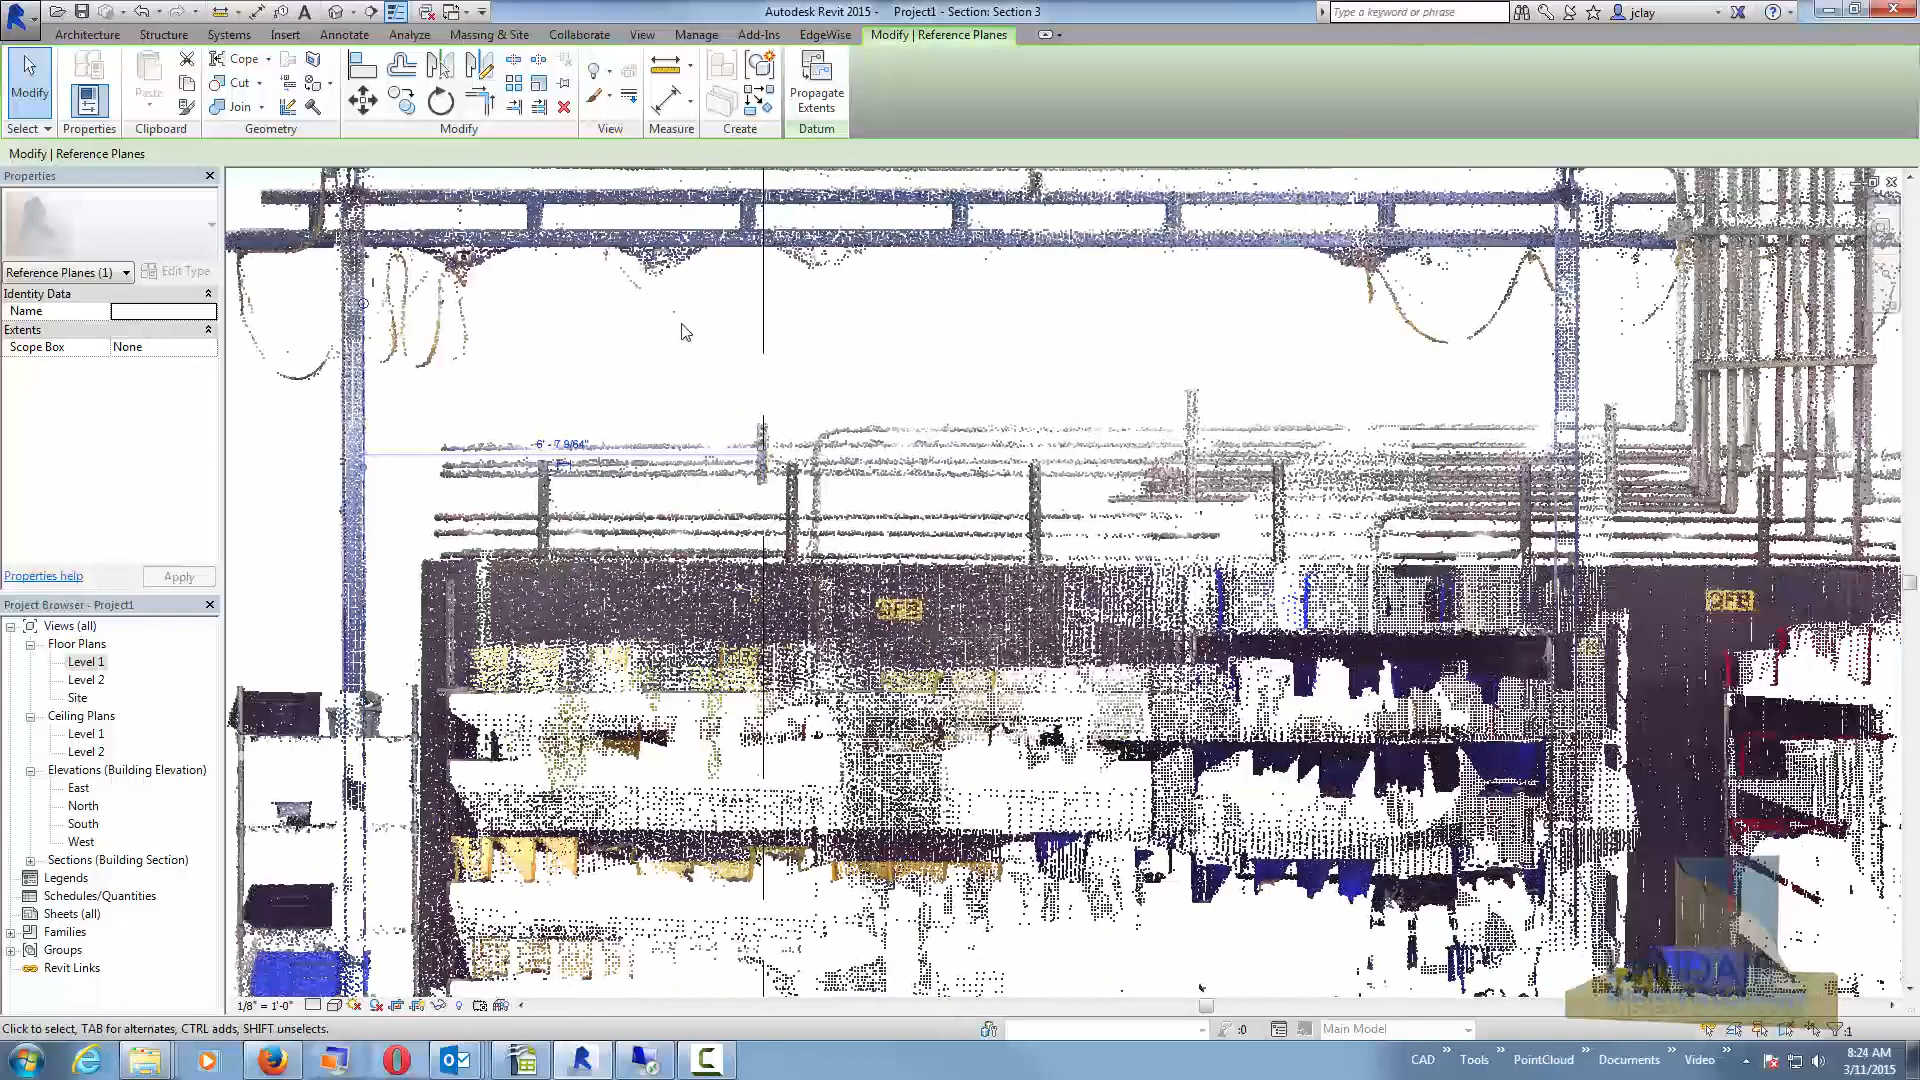 Autodesk Revit 2015 - Project1 - Section: Section 3
Type a keyword or phrase
jclay
Architecture Structure Systems Insert Annotate Analyze Massing & Site Collaborate View Manage Add-Ins EdgeWise Modify | Reference Planes
Modify
Paste
Cope
Cut
Join
Propagate
Extents
Select
Properties
Clipboard
Geometry
Modify
View
Measure
Create
Datum
Modify | Reference Planes
Properties
Reference Planes (1)
Edit Type
Identity Data
Name
Extents
Scope Box None
Properties help
Apply
Project Browser - Project1
Views (all)
Floor Plans
Level 1
Level 2
Site
Ceiling Plans
Level 1
Level 2
Elevations (Building Elevation)
East
North
South
West
Sections (Building Section)
Legends
Schedules/Quantities
Sheets (all)
Families
Groups
Revit Links
6' - 7 9/64"
1/8" = 1'-0"
Click to select, TAB for alternates, CTRL adds, SHIFT unselects.
:0
Main Model
:1
CAD
Tools
PointCloud
Documents
Video
8:24 AM
3/11/2015